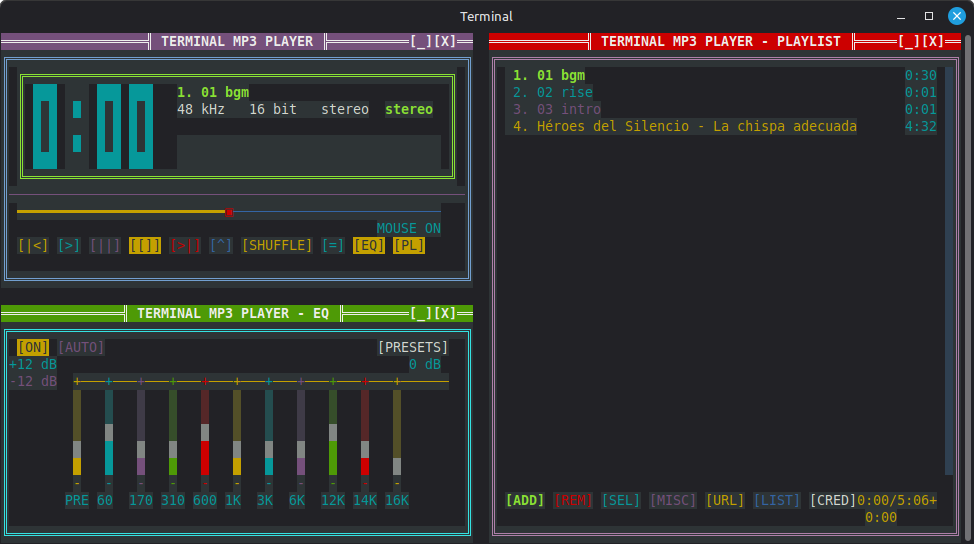 Terminal
TERMINAL MP3 PLAYER [_][X]
0:00
1. 01 bgm
48 kHz 16 bit stereo stereo
MOUSE ON
[|<] [>] [||] [[]] [>|] [^] [SHUFFLE] [=] [EQ] [PL]
TERMINAL MP3 PLAYER - EQ [_][X]
[ON] [AUTO] [PRESETS]
+12 dB 0 dB
-12 dB
PRE 60 170 310 600 1K 3K 6K 12K 14K 16K
TERMINAL MP3 PLAYER - PLAYLIST [_][X]
1. 01 bgm 0:30
2. 02 rise 0:01
3. 03 intro 0:01
4. Héroes del Silencio - La chispa adecuada 4:32
[ADD] [REM] [SEL] [MISC] [URL] [LIST] [CRED]0:00/5:06+
0:00